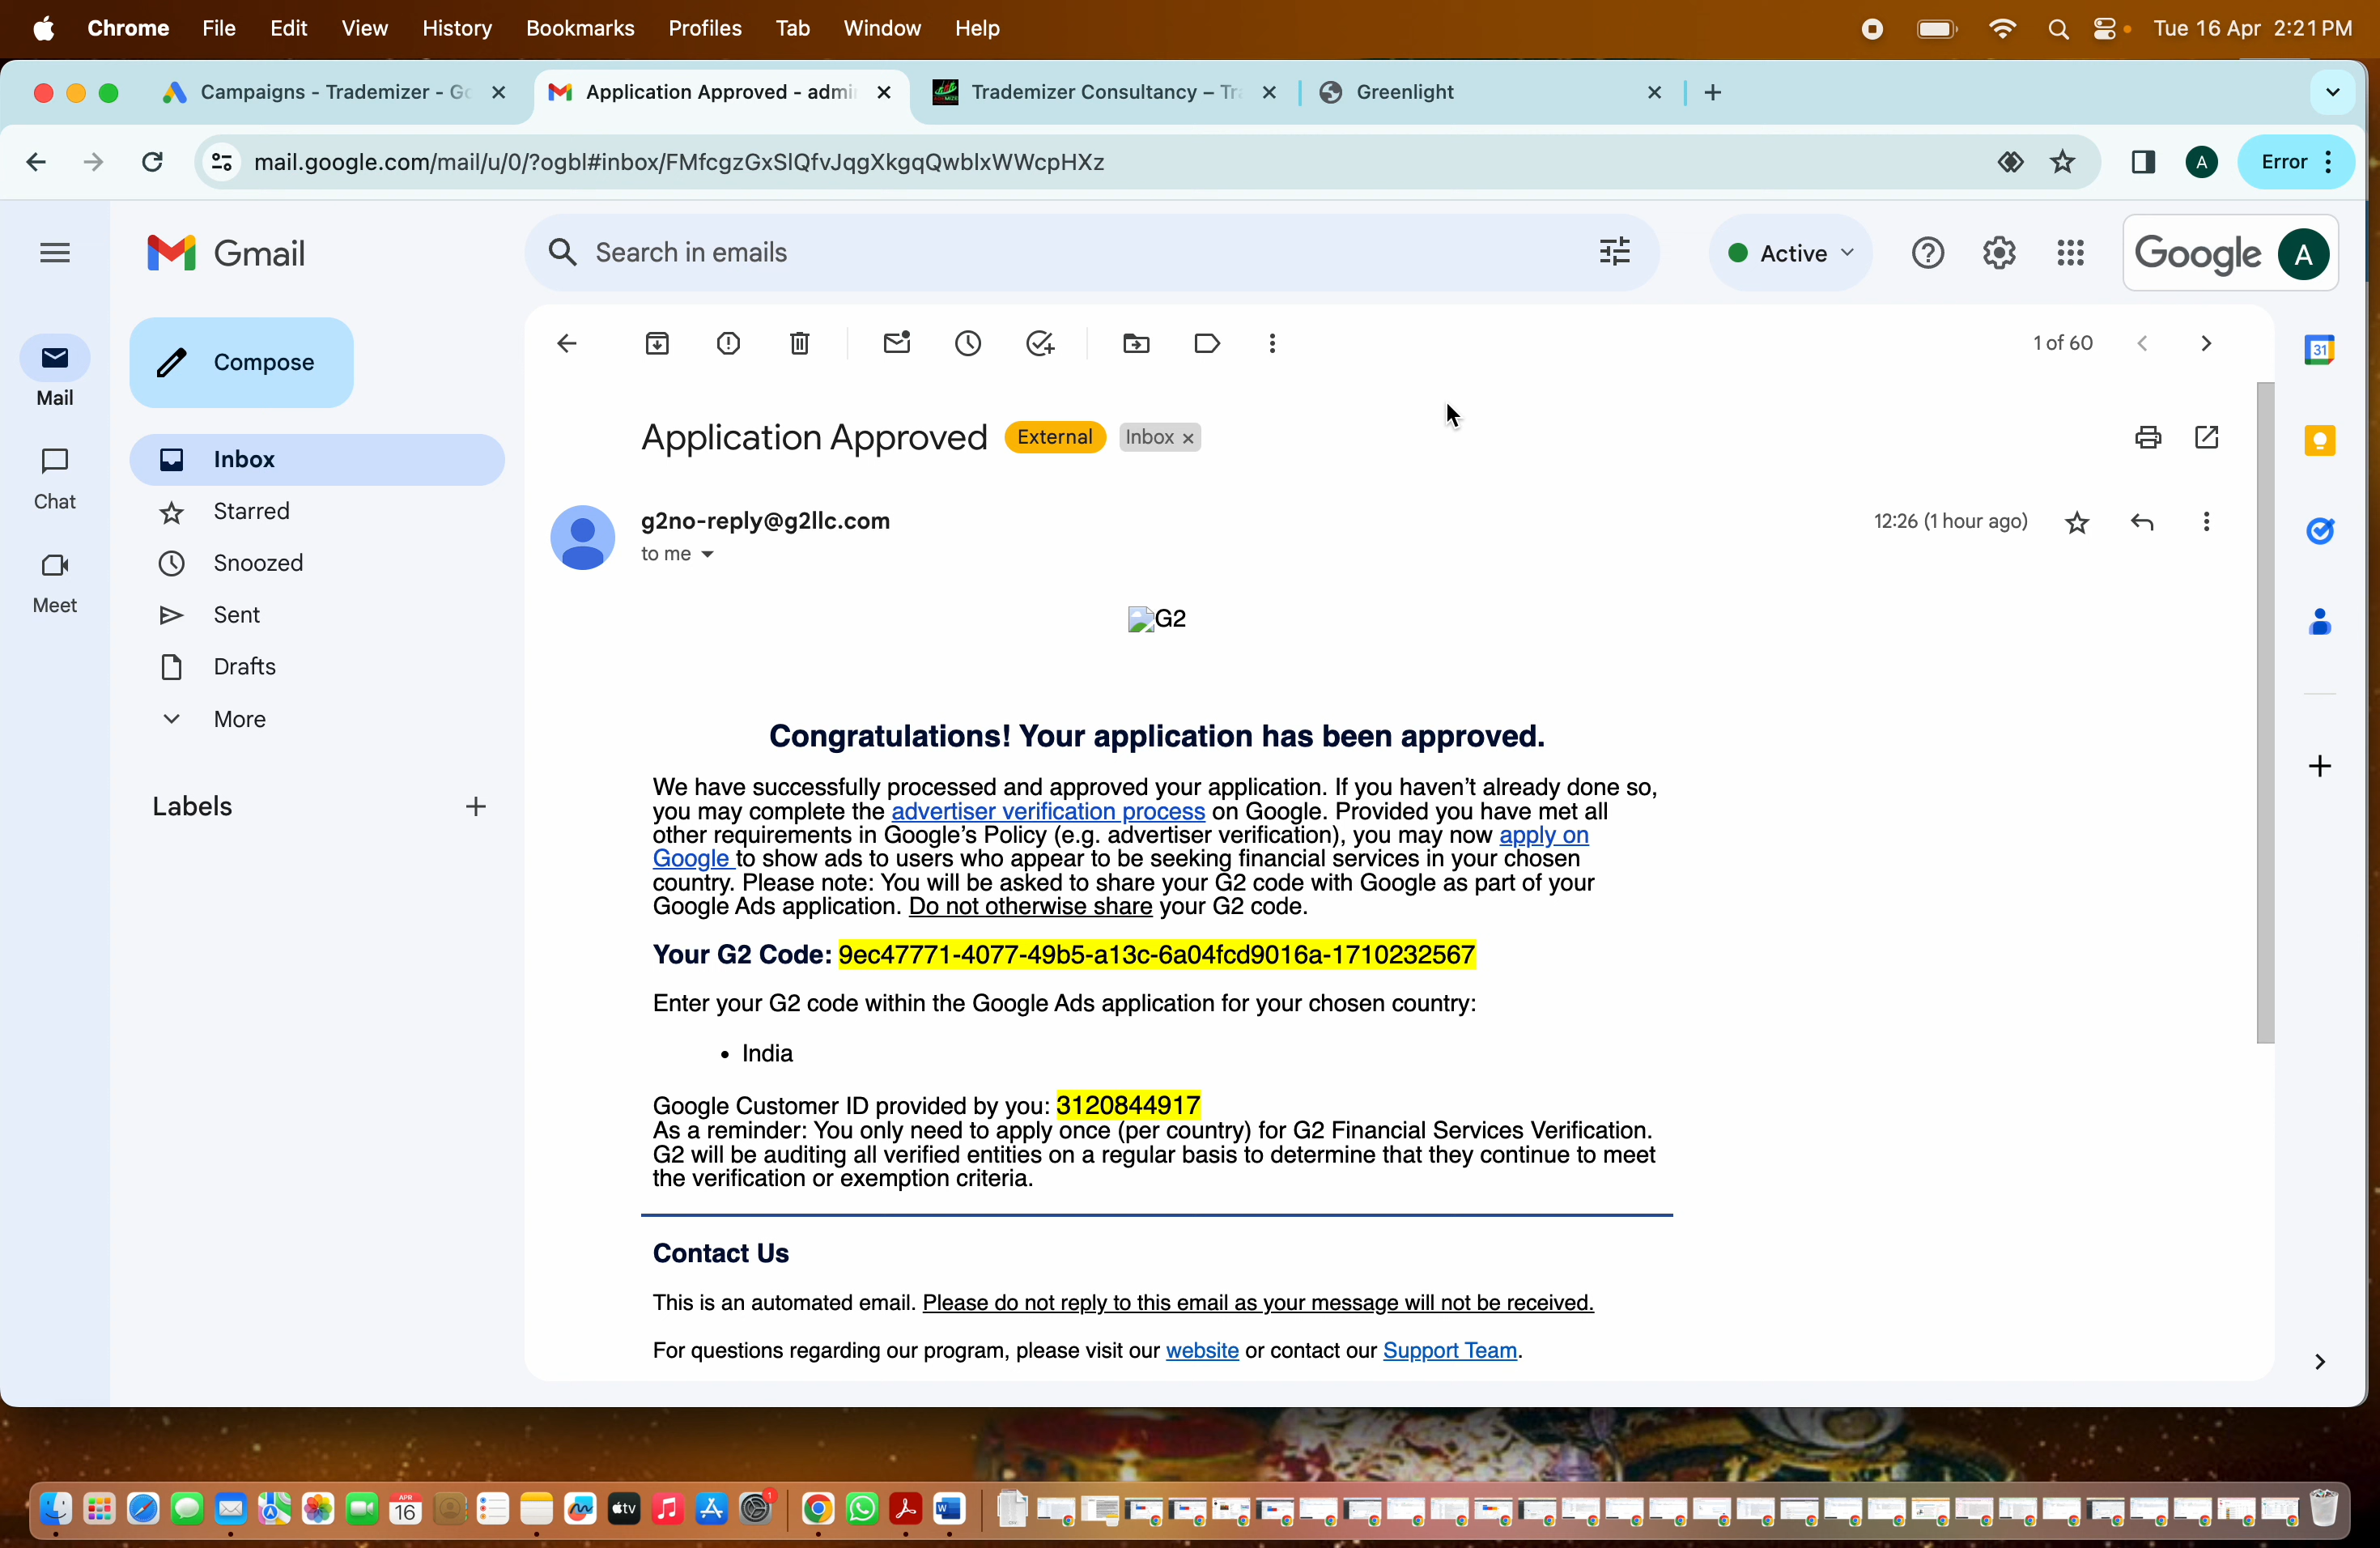 Chrome File Edit View History Bookmarks Profiles Tab Window Help Tue 16 Apr 2:21 PM
Campaigns - Trademizer - Go Application Approved - admi Trademizer Consultancy – Tr Greenlight
mail.google.com/mail/u/0/?ogbl#inbox/FMfcgzGxSlQfvJqgXkgqQwblxWWcpHXz A Error
Gmail Search in emails Active Google A
Compose 1 of 60 31
Mail
Application Approved External Inbox
Inbox
Chat
Starred
g2no-reply@g2llc.com 12:26 (1 hour ago)
to me
Snoozed
Meet
Sent
G2
Drafts
More
Labels
Congratulations! Your application has been approved.
We have successfully processed and approved your application. If you haven't already done so,
you may complete the advertiser verification process on Google. Provided you have met all
other requirements in Google's Policy (e.g. advertiser verification), you may now apply on
Google to show ads to users who appear to be seeking financial services in your chosen
country. Please note: You will be asked to share your G2 code with Google as part of your
Google Ads application. Do not otherwise share your G2 code.
Your G2 Code: 9ec47771-4077-49b5-a13c-6a04fcd9016a-1710232567
Enter your G2 code within the Google Ads application for your chosen country:
• India
Google Customer ID provided by you: 3120844917
As a reminder: You only need to apply once (per country) for G2 Financial Services Verification.
G2 will be auditing all verified entities on a regular basis to determine that they continue to meet
the verification or exemption criteria.
Contact Us
This is an automated email. Please do not reply to this email as your message will not be received.
For questions regarding our program, please visit our website or contact our Support Team.
APR
16
tv
1